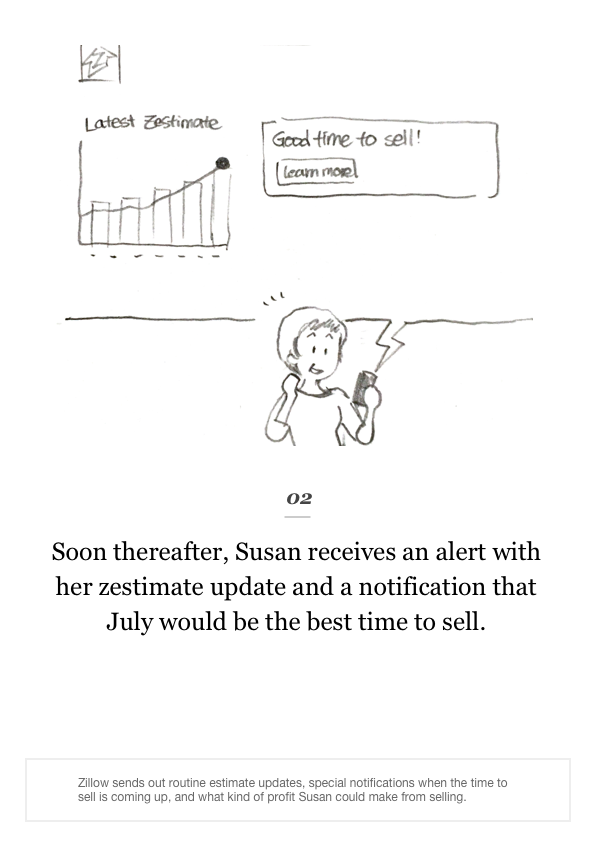 Latest Zestimate
Good time to sell!
Learn more
02
Soon thereafter, Susan receives an alert with
her zestimate update and a notification that
July would be the best time to sell.
Zillow sends out routine estimate updates, special notifications when the time to
sell is coming up, and what kind of profit Susan could make from selling.